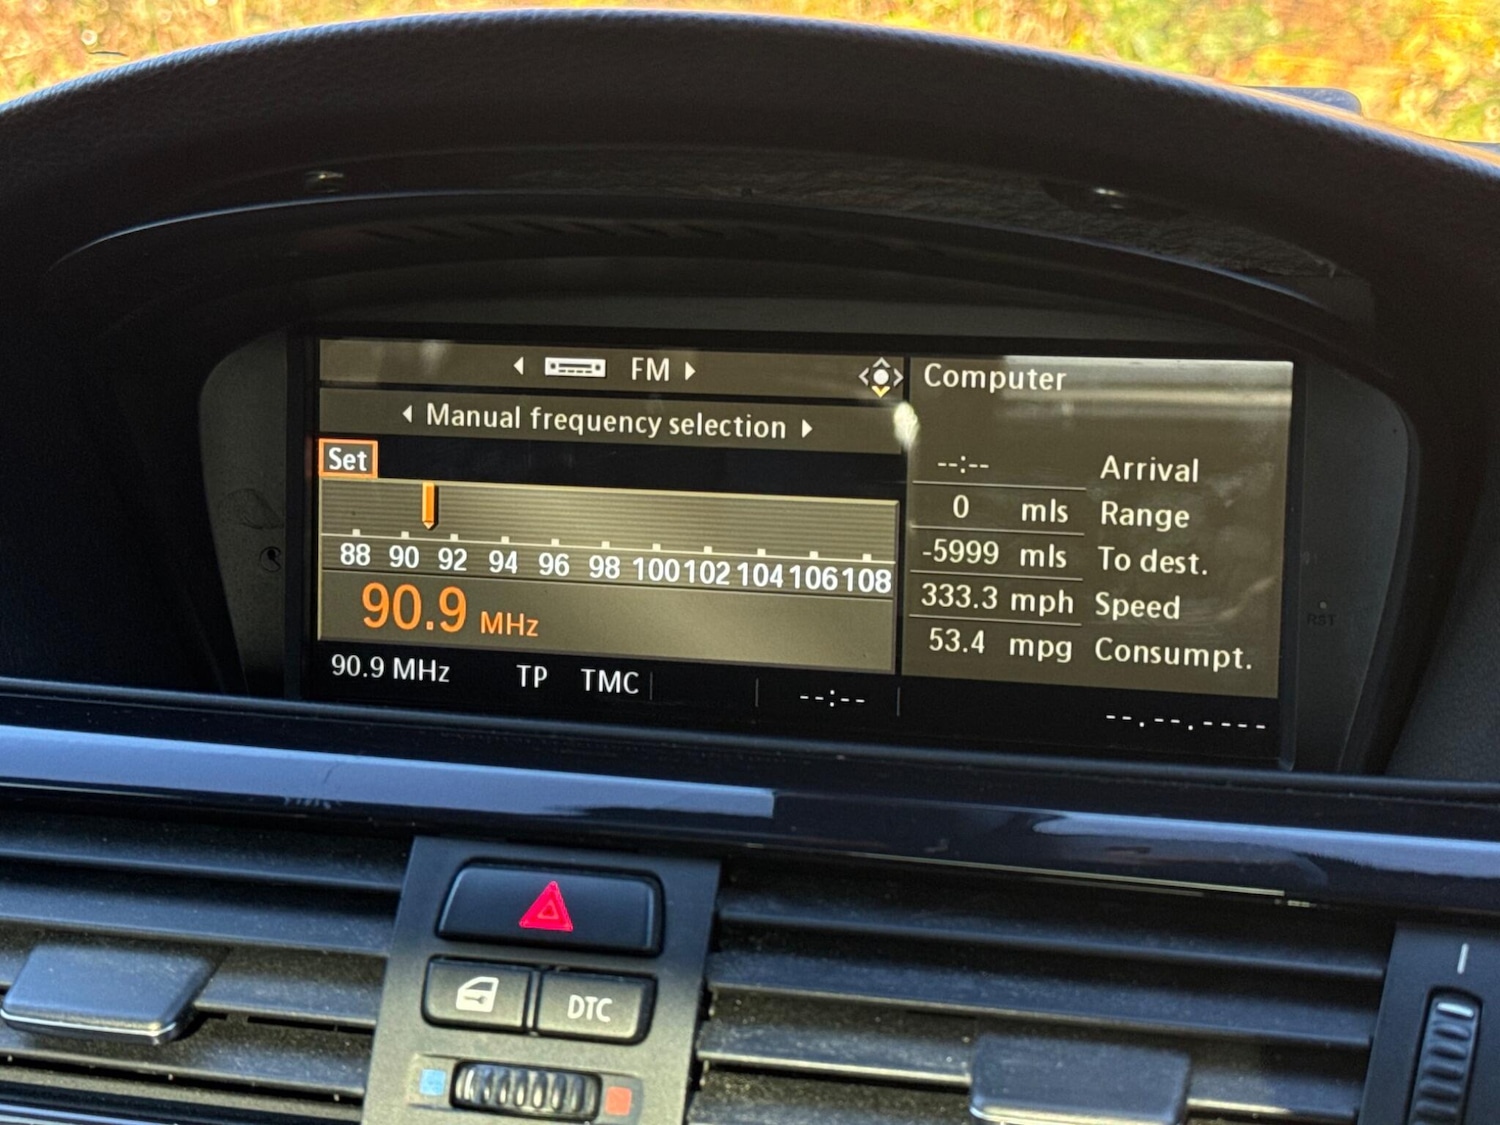 FM
Computer
Manual frequency selection
Set
88 90 92 94 96 98 100 102 104 106 108
90.9 MHz
90.9 MHz TP TMC --:--
--:-- Arrival
0 mls Range
-5999 mls To dest.
333.3 mph Speed
53.4 mpg Consumpt.
--.--.----
RST
DTC